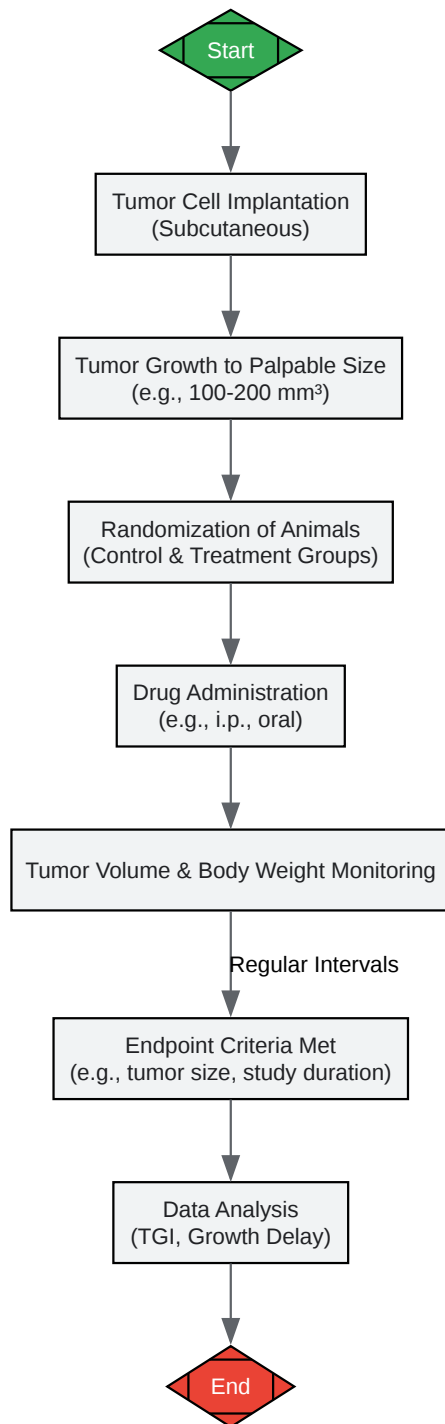 Start
Tumor Cell Implantation
(Subcutaneous)
Tumor Growth to Palpable Size
(e.g., 100-200 mm³)
Randomization of Animals
(Control & Treatment Groups)
Drug Administration
(e.g., i.p., oral)
Tumor Volume & Body Weight Monitoring
Regular Intervals
Endpoint Criteria Met
(e.g., tumor size, study duration)
Data Analysis
(TGI, Growth Delay)
End